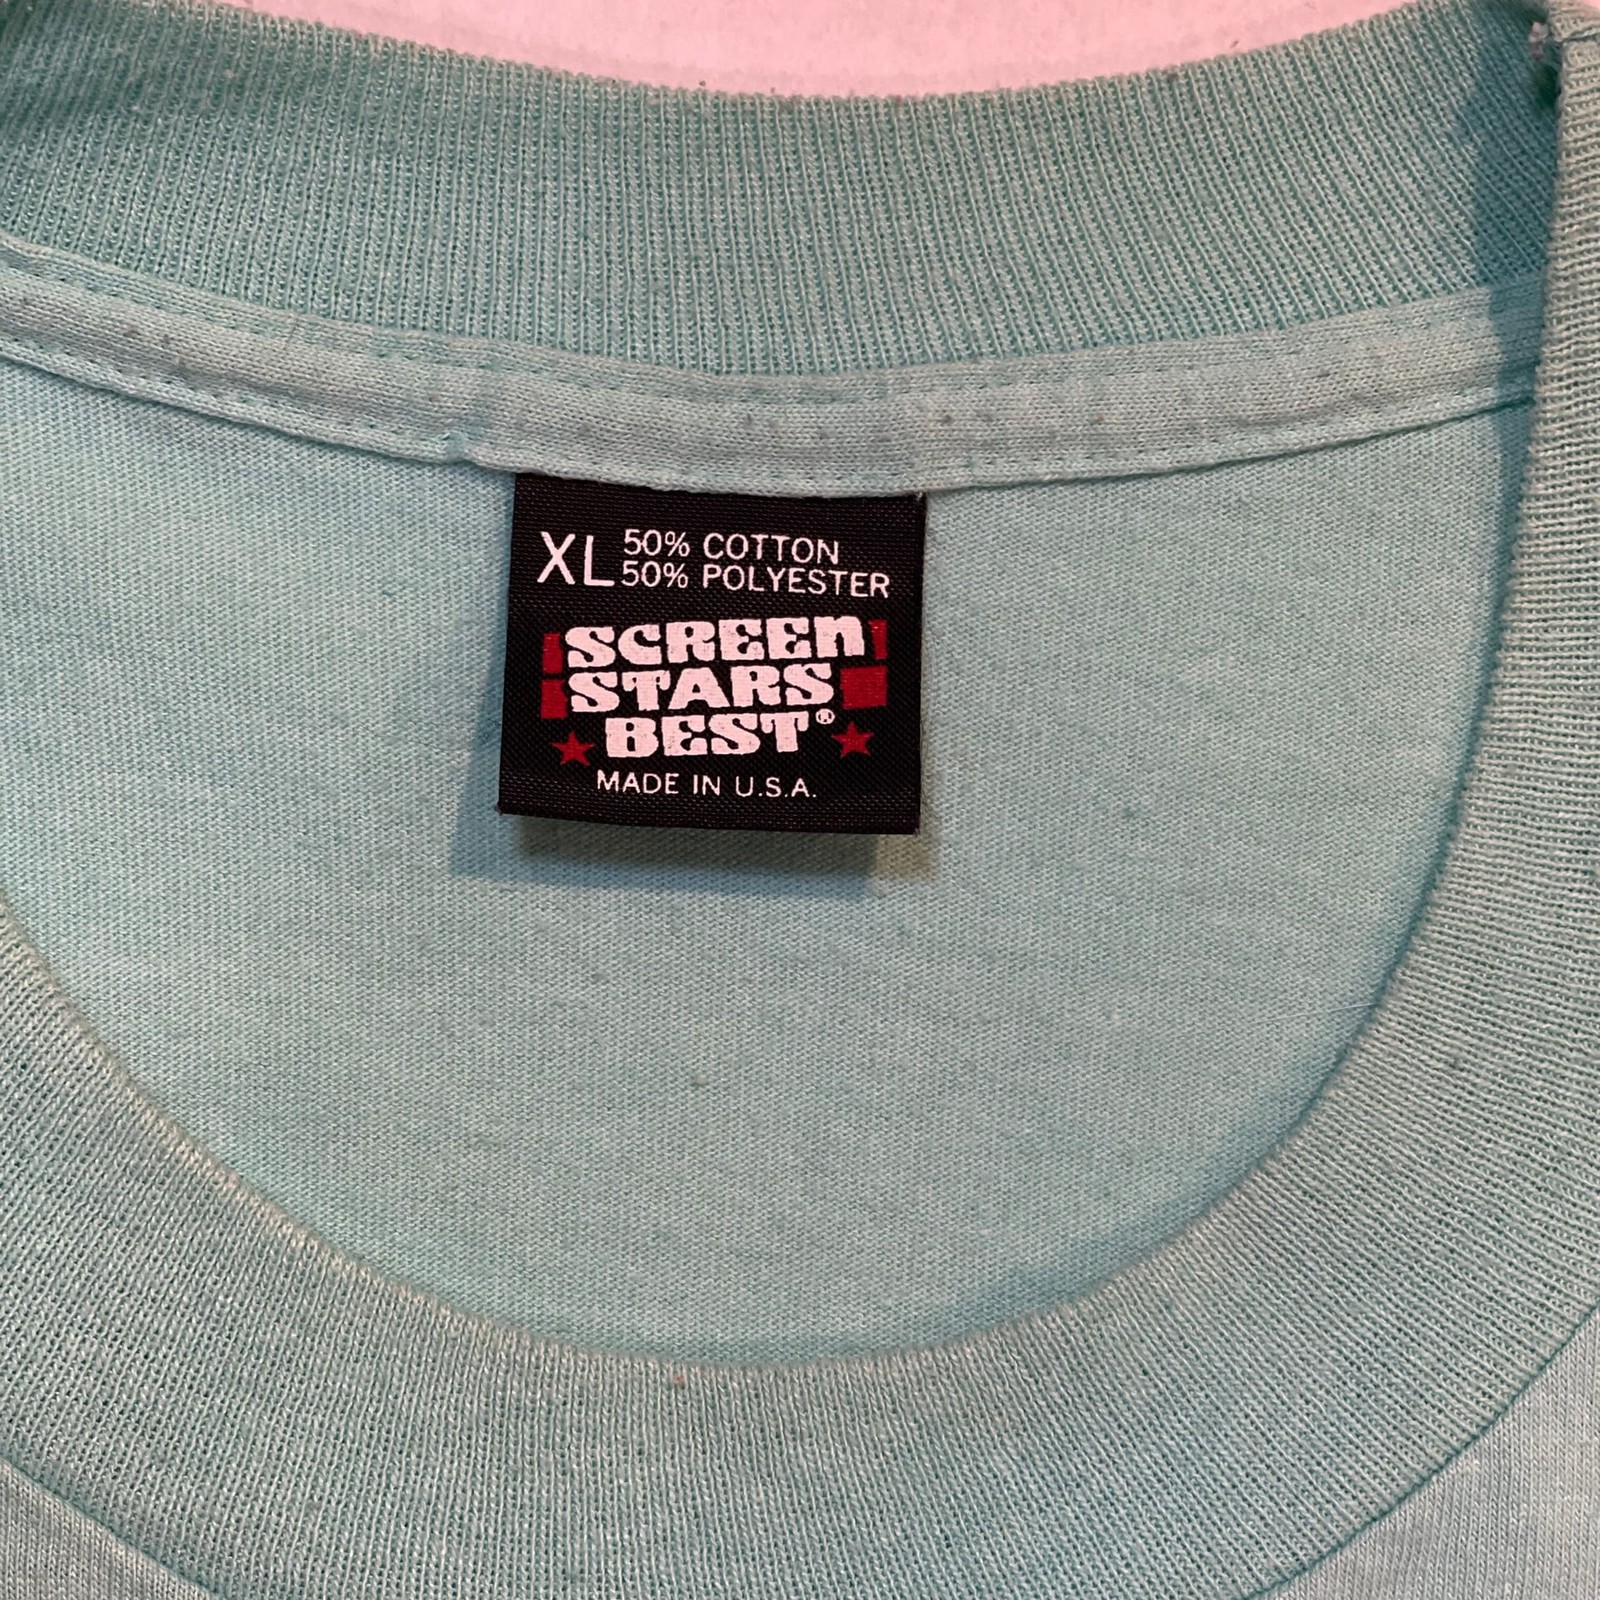 XL 50% COTTON
50% POLYESTER
SCREEN
STARS
BEST®
MADE IN U.S.A.